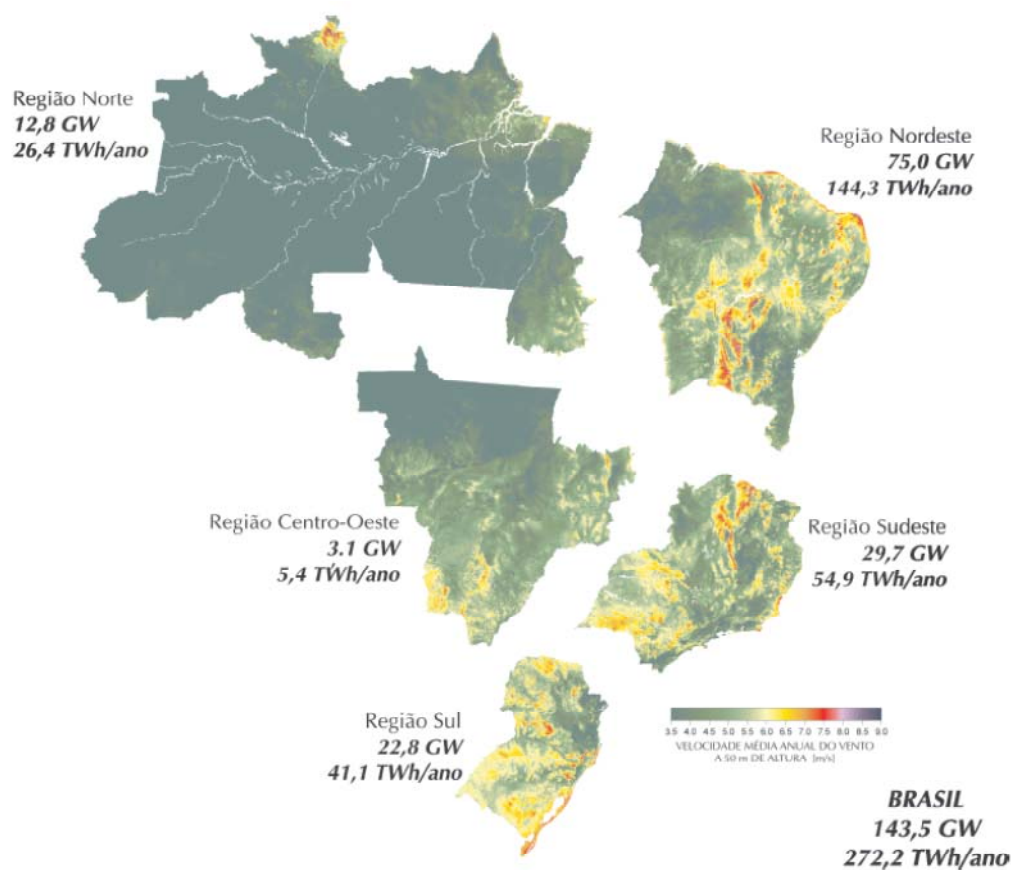 Região Norte
12,8 GW
26,4 TWh/ano
Região Nordeste
75,0 GW
144,3 TWh/ano
Região Centro-Oeste
3.1 GW
5,4 TWh/ano
Região Sudeste
29,7 GW
54,9 TWh/ano
Região Sul
22,8 GW
41,1 TWh/ano
3.5 4.0 4.5 5.0 5.5 6.0 6.5 7.0 7.5 8.0 8.5 9.0
VELOCIDADE MÉDIA ANUAL DO VENTO
A 50 m DE ALTURA [m/s]
BRASIL
143,5 GW
272,2 TWh/ano